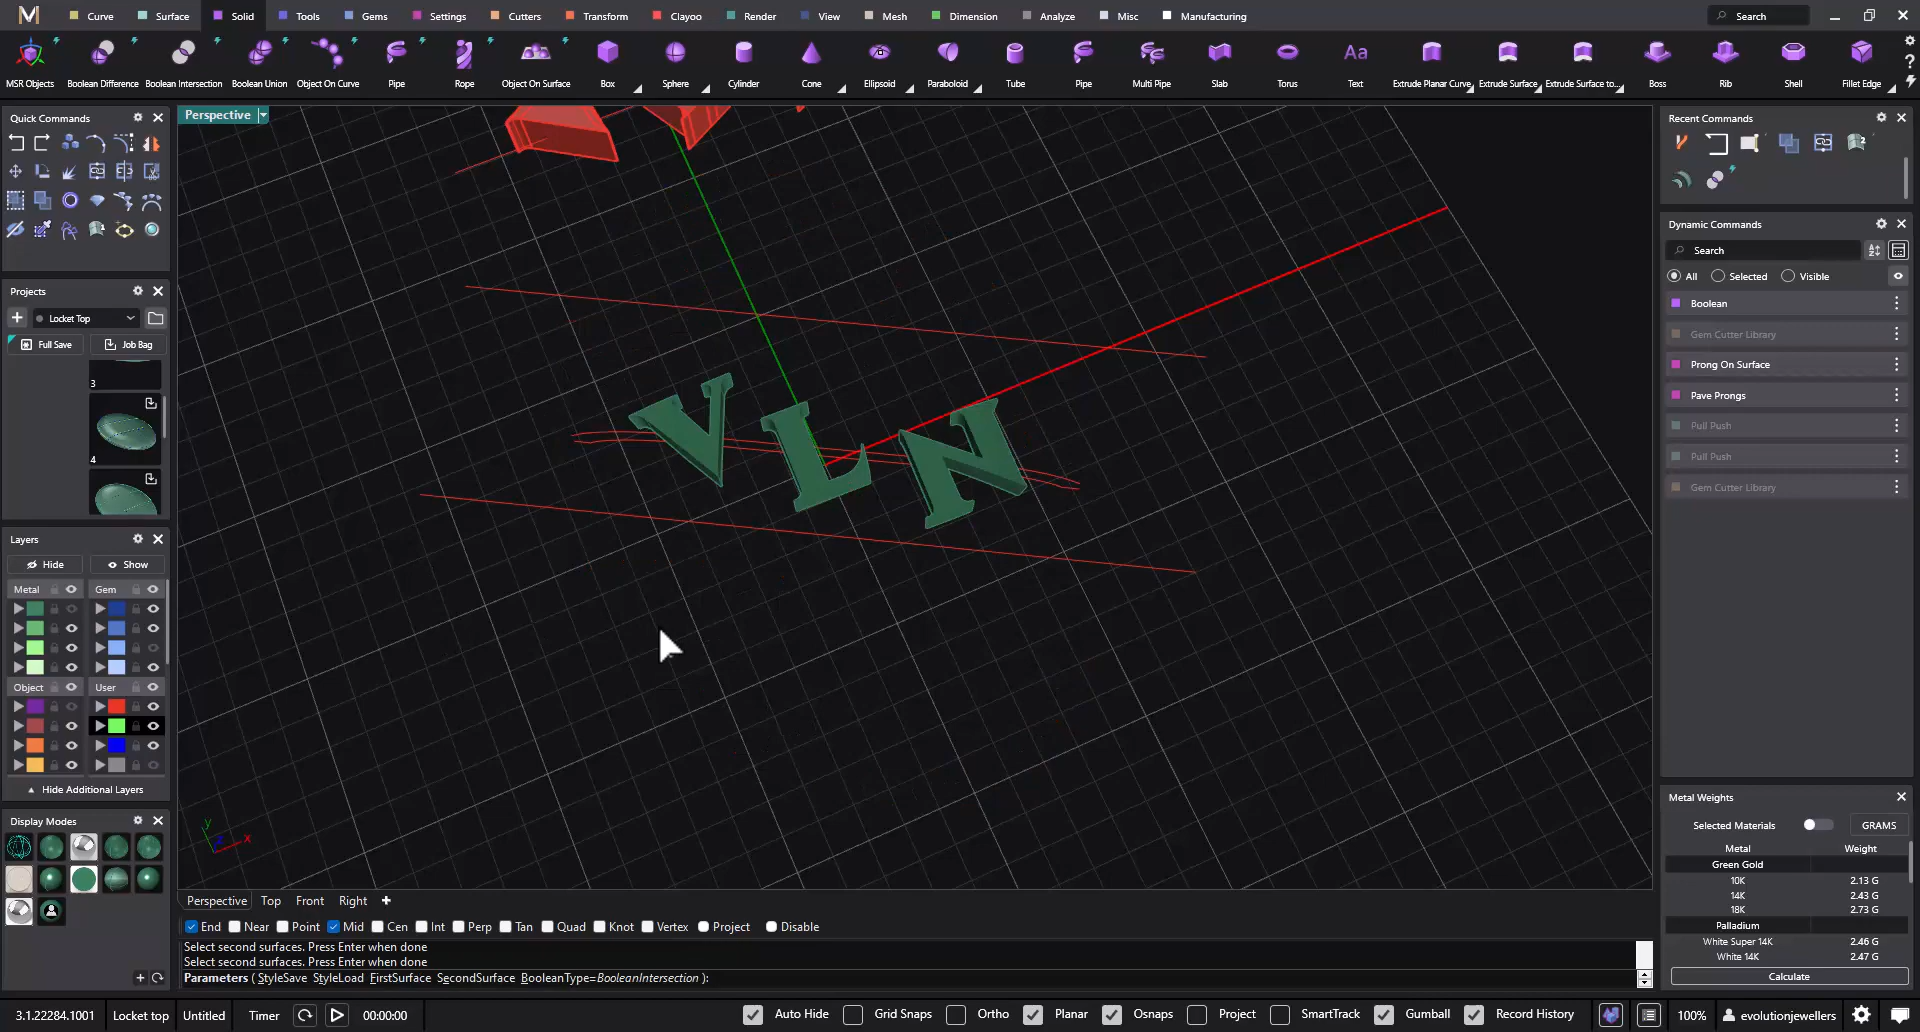 M Curve Surface Solid Tools Gems Settings Cutters Transform Clayoo Render View Mesh Dimension Analyze Misc Manufacturing Search
MSR Objects Boolean Difference Boolean Intersection Boolean Union Object On Curve Pipe Rope Object On Surface Box Sphere Cylinder Cone Ellipsoid Paraboloid Tube Pipe Multi Pipe Slab Torus Text Extrude Planar Curve Extrude Surface Extrude Surface to... Boss Rib Shell Fillet Edge
Quick Commands
Projects
Locket Top
Full Save Job Bag
3
4
Layers
Hide Show
Metal Gem
Object User
Hide Additional Layers
Display Modes
Perspective
V L N
y
x
Perspective Top Front Right
End Near Point Mid Cen Int Perp Tan Quad Knot Vertex Project Disable
Select second surfaces. Press Enter when done
Select second surfaces. Press Enter when done
Parameters ( StyleSave StyleLoad FirstSurface SecondSurface BooleanType=BooleanIntersection ):
Recent Commands
Dynamic Commands
Search
All Selected Visible
Boolean
Gem Cutter Library
Prong On Surface
Pave Prongs
Pull Push
Pull Push
Gem Cutter Library
Metal Weights
Selected Materials GRAMS
Metal Weight
Green Gold
10K 2.13 G
14K 2.43 G
18K 2.73 G
Palladium
White Super 14K 2.46 G
White 14K 2.47 G
Calculate
3.1.22284.1001 Locket top Untitled Timer 00:00:00 Auto Hide Grid Snaps Ortho Planar Osnaps Project SmartTrack Gumball Record History 100% evolutionjewellers